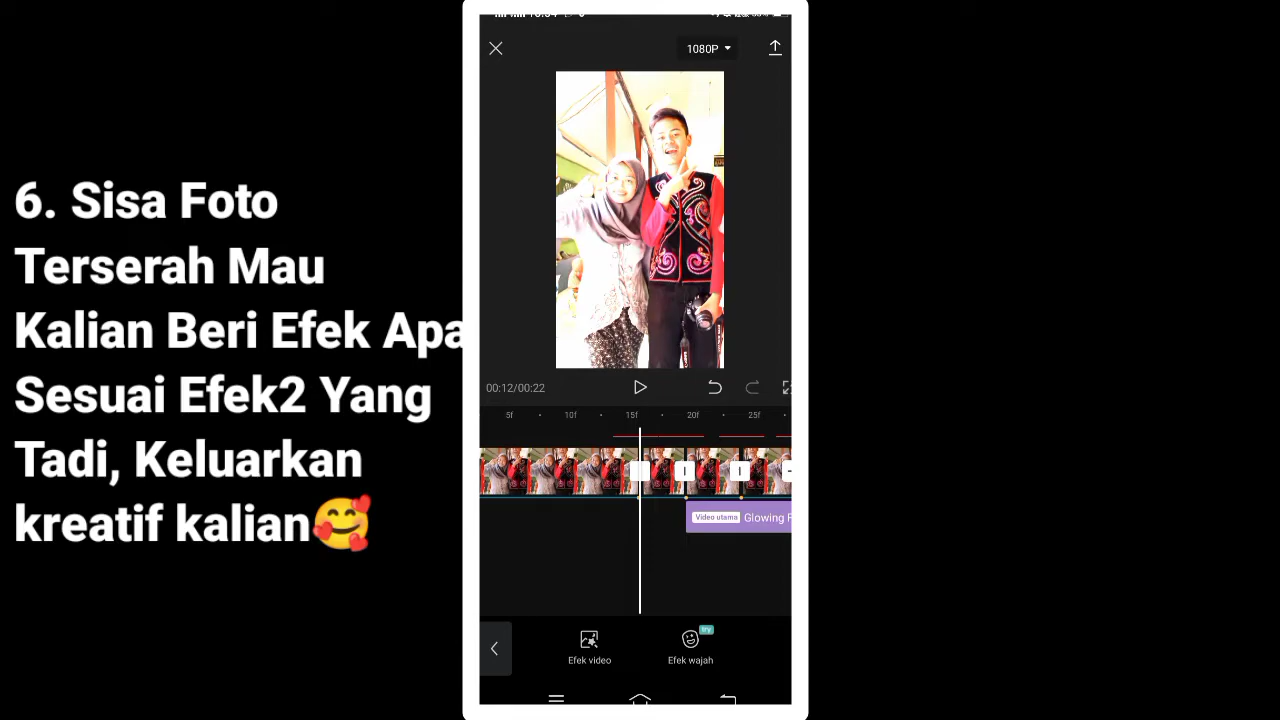 6. Sisa Foto
Terserah Mau
Kalian Beri Efek Apa
Sesuai Efek2 Yang
Tadi, Keluarkan
kreatif kalian🥰
1080P
00:12/00:22
5f
10f
15f
20f
25f
Video utama Glowing
try
Efek video
Efek wajah